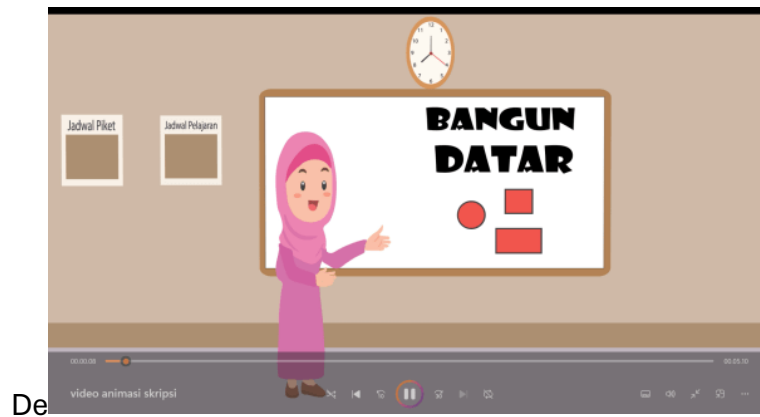 Jadwal Piket
Jadwal Pelajaran
BANGUN
DATAR
00.00.08
00.05.10
video animasi skripsi
De